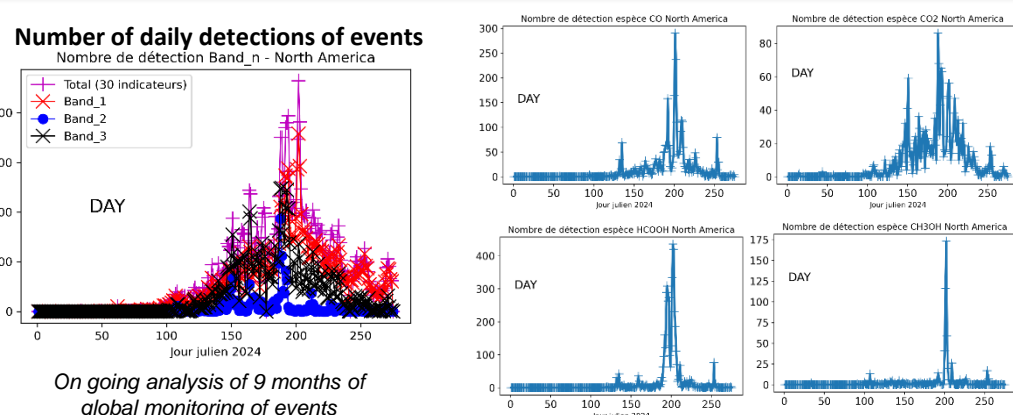 Number of daily detections of events
Nombre de détection Band_n - North America
Total (30 indicateurs)
Band_1
Band_2
Band_3
DAY
0
0 50 100 150 200 250
Jour julien 2024
On going analysis of 9 months of
global monitoring of events
Nombre de détection espèce CO North America
300
250
200
150
100
50
0
DAY
0 50 100 150 200 250
Jour julien 2024
Nombre de détection espèce CO2 North America
80
60
40
20
0
DAY
0 50 100 150 200 250
Jour julien 2024
Nombre de détection espèce HCOOH North America
400
300
200
100
0
DAY
0 50 100 150 200 250
Nombre de détection espèce CH3OH North America
175
150
125
100
75
50
25
0
DAY
0 50 100 150 200 250